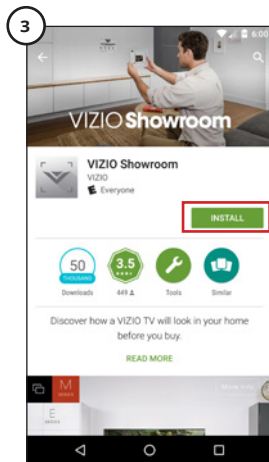 3
6:00
VIZIO Showroom
VIZIO Showroom
VIZIO
E Everyone
INSTALL
50
THOUSAND
Downloads
3.5
449
Tools
Similar
Discover how a VIZIO TV will look in your home
before you buy.
READ MORE
M
SERIES
E